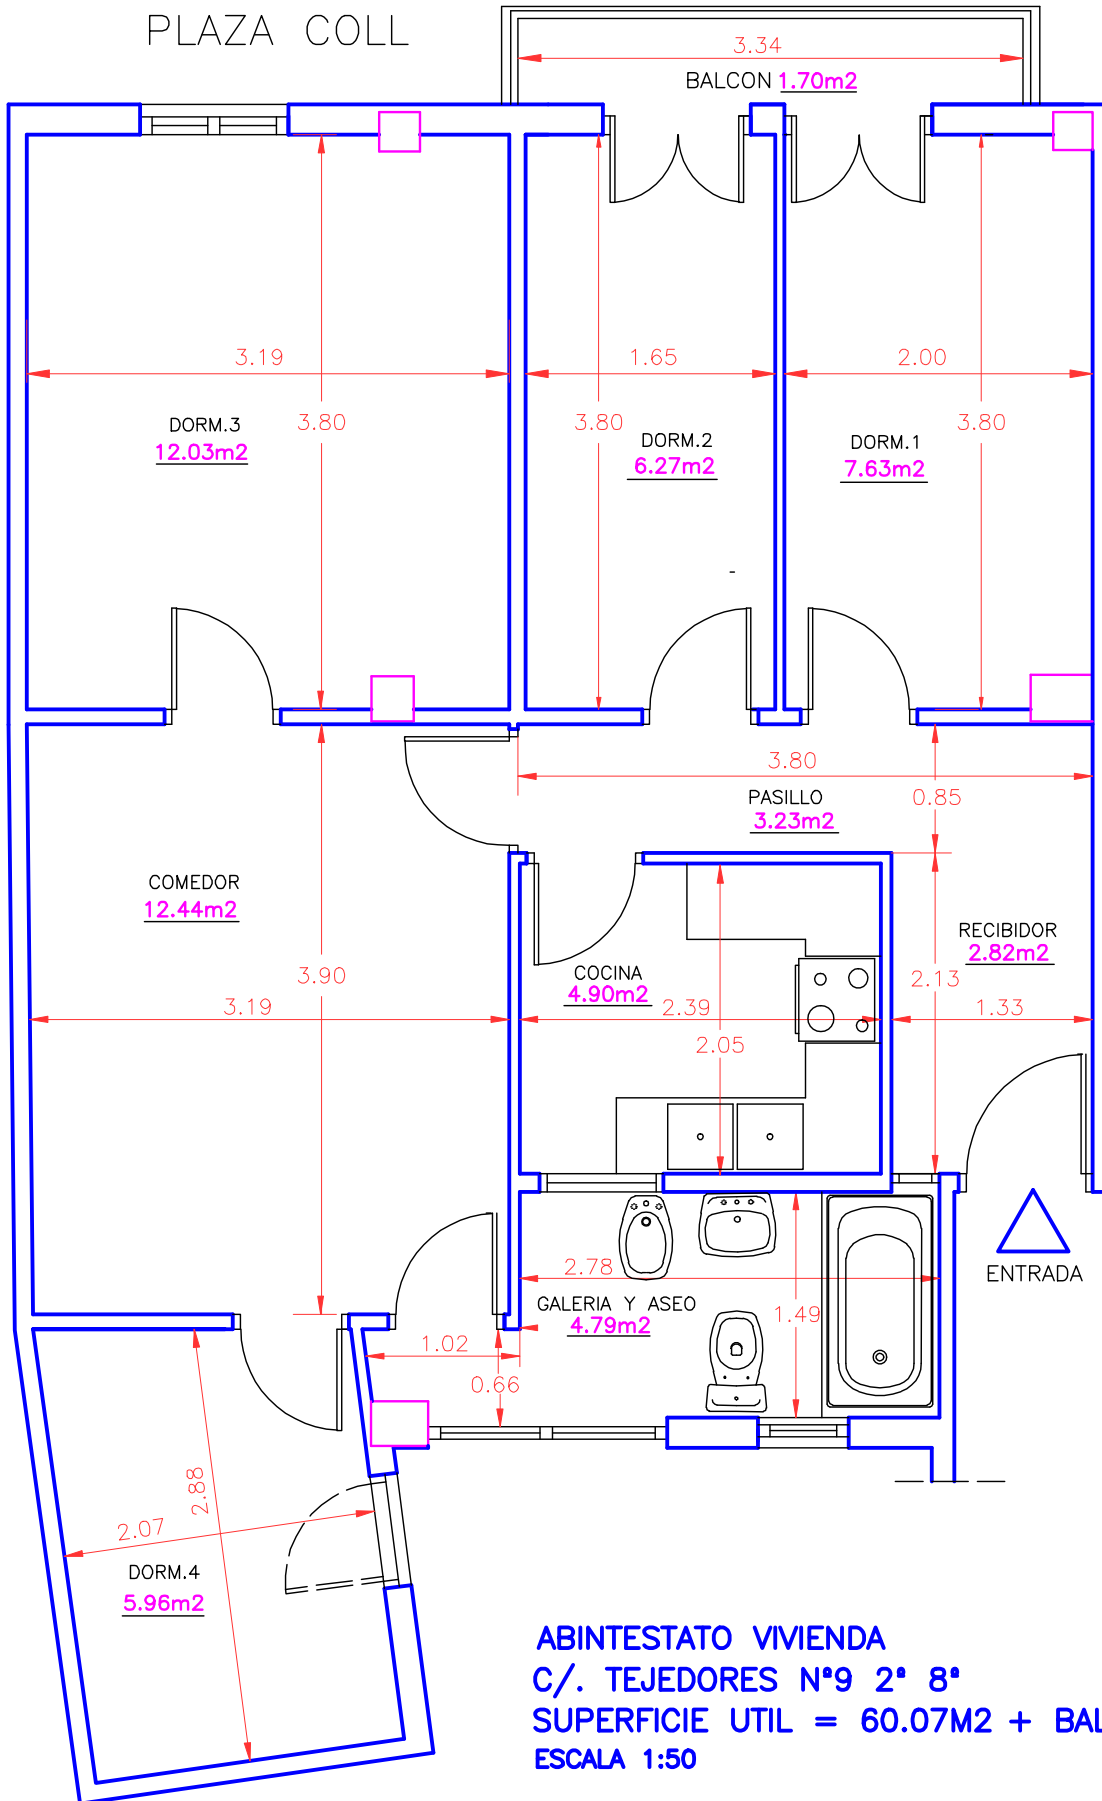 PLAZA COLL
3.34
BALCON 1.70m2
3.19
1.65
2.00
3.80
3.80
3.80
DORM.3
12.03m2
DORM.2
6.27m2
DORM.1
7.63m2
3.80
PASILLO
3.23m2
0.85
COMEDOR
12.44m2
RECIBIDOR
2.82m2
COCINA
4.90m2
3.90
3.19
2.39
2.05
2.13
1.33
2.78
ENTRADA
GALERIA Y ASEO
4.79m2
1.49
1.02
0.66
2.88
2.07
DORM.4
5.96m2
ABINTESTATO VIVIENDA
C/. TEJEDORES Nº9 2ª 8ª
SUPERFICIE UTIL = 60.07M2 + BAL
ESCALA 1:50